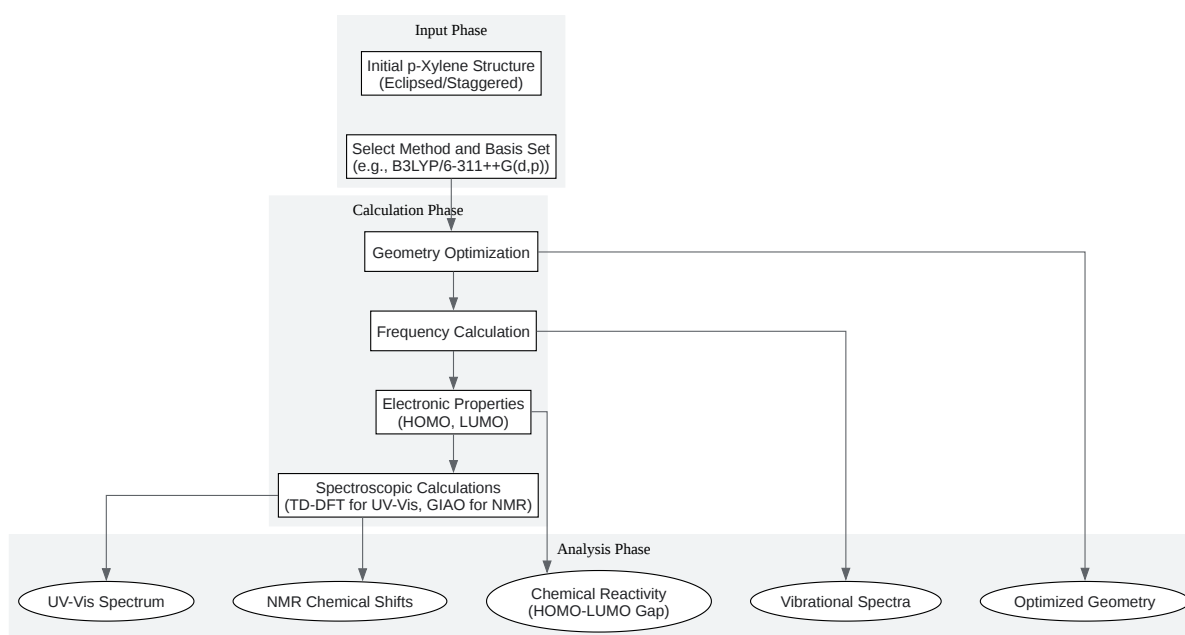 Input Phase
Initial p-Xylene Structure
(Eclipsed/Staggered)
Select Method and Basis Set
(e.g., B3LYP/6-311++G(d,p))
Calculation Phase
Geometry Optimization
Frequency Calculation
Electronic Properties
(HOMO, LUMO)
Spectroscopic Calculations
(TD-DFT for UV-Vis, GIAO for NMR)
Analysis Phase
UV-Vis Spectrum
NMR Chemical Shifts
Chemical Reactivity
(HOMO-LUMO Gap)
Vibrational Spectra
Optimized Geometry